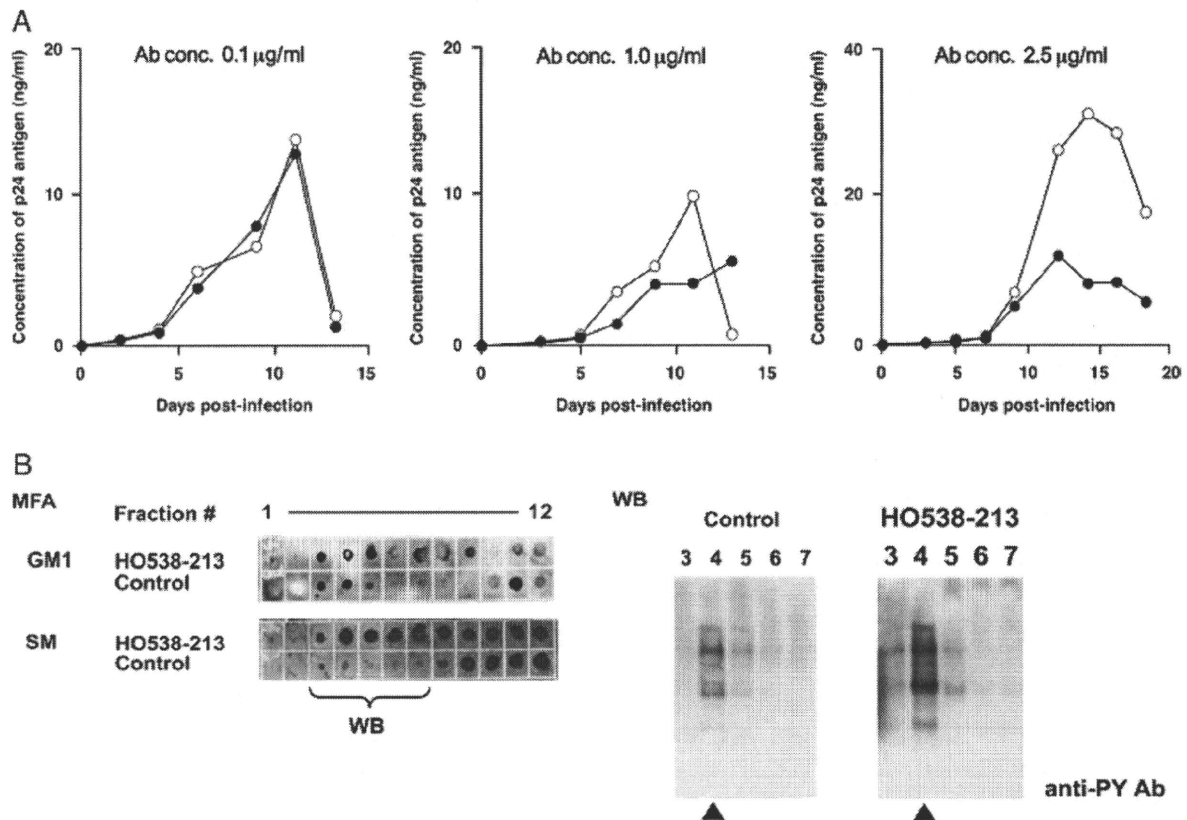 A
Ab conc. 0.1 µg/ml
Concentration of p24 antigen (ng/ml)
20
10
0
0 5 10 15
Days post-infection
Ab conc. 1.0 µg/ml
Concentration of p24 antigen (ng/ml)
20
10
0
0 5 10 15
Days post-infection
Ab conc. 2.5 µg/ml
Concentration of p24 antigen (ng/ml)
40
20
0
0 5 10 15 20
Days post-infection
B
MFA
Fraction #
1 12
GM1
HO538-213
Control
SM
HO538-213
Control
WB
WB
Control
3 4 5 6 7
HO538-213
3 4 5 6 7
anti-PY Ab